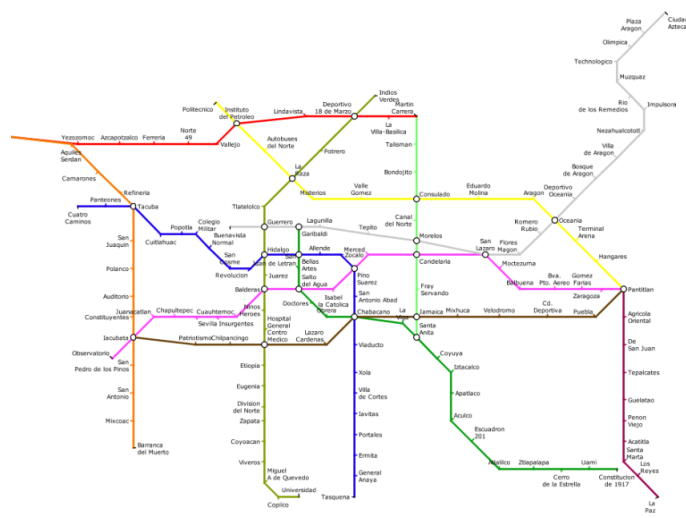 Plaza
Aragon
Ciudad
Azteca
Olimpica
Technologico
Muzquaz
Rio
de los Remedios
Impulsora
Nezahualcototl
Villa
de Aragon
Bosque
de Aragon
Deportivo
Oceania
Oceania
Romero
Rubio
Indios
Verdes
Politecnico
Instituto
del Petroleo
Lindavista
Deportivo
18 de Marzo
Martin
Carrera
La
Villa-Basilica
Talisman
Bondojito
Yezozomoc
Azcapotzalco
Ferreria
Norte
49
Vallejo
Autobuses
del Norte
Potrero
La
Raza
Misterios
Valle
Gomez
Consulado
Eduardo
Molina
Aragon
Terminal
Arena
Hangares
Pantitlan
Aquiles
Serdan
Camarones
Refineria
Tacuba
Panteones
Cuatro
Caminos
Cuitlahuac
Popotla
Colegio
Militar
Buenavista
Normal
San
Cosme
Revolucion
Tlatelolco
Guerrero
Lagunilla
Garibaldi
Tepito
Canal
del Norte
Morelos
San
Lazaro
Flores
Magon
Moctezuma
Balbuena
Bva.
Pto. Aereo
Gomez
Farias
Zaragoza
Hidalgo
San
Juan de Letran
Bellas
Artes
Allende
Merced
Zocalo
Candelaria
Juarez
Salto
del Agua
Pino
Suarez
Balderas
Ninos
Heroes
Doctores
Isabel
la Catolica
Obrera
San
Antonio Abad
Fray
Servando
Chabacano
La
Viga
Jamaica
Santa
Anita
Mixhuca
Velodromo
Cd.
Deportiva
Puebla
San
Juaquin
Polanco
Auditorio
Constituyentes
Juanacatlan
Chapultepec
Cuauhtemoc
Sevilla
Insurgentes
Iacubata
Observatorio
San
Pedro de los Pinos
San
Antonio
Mixcoac
Barranca
del Muerto
Patriotismo
Chilpancingo
Hospital
General
Centro
Medico
Lazaro
Cardenas
Etiopia
Eugenia
Division
del Norte
Zapata
Coyoacan
Viveros
Miguel
A de Quevedo
Copilco
Universidad
Viaducto
Xola
Villa
de Cortes
Iavitas
Portales
Ermita
General
Anaya
Tasquena
Coyuya
Iztacalco
Apatlaco
Aculco
Escuadron
201
Atlalilco
Ztlapalapa
Cerro
de la Estrella
Uami
Constitucion
de 1917
Agricola
Oriental
De
San Juan
Tepalcates
Guelatao
Penon
Viejo
Acatitla
Santa
Marta
Los
Reyes
La
Paz